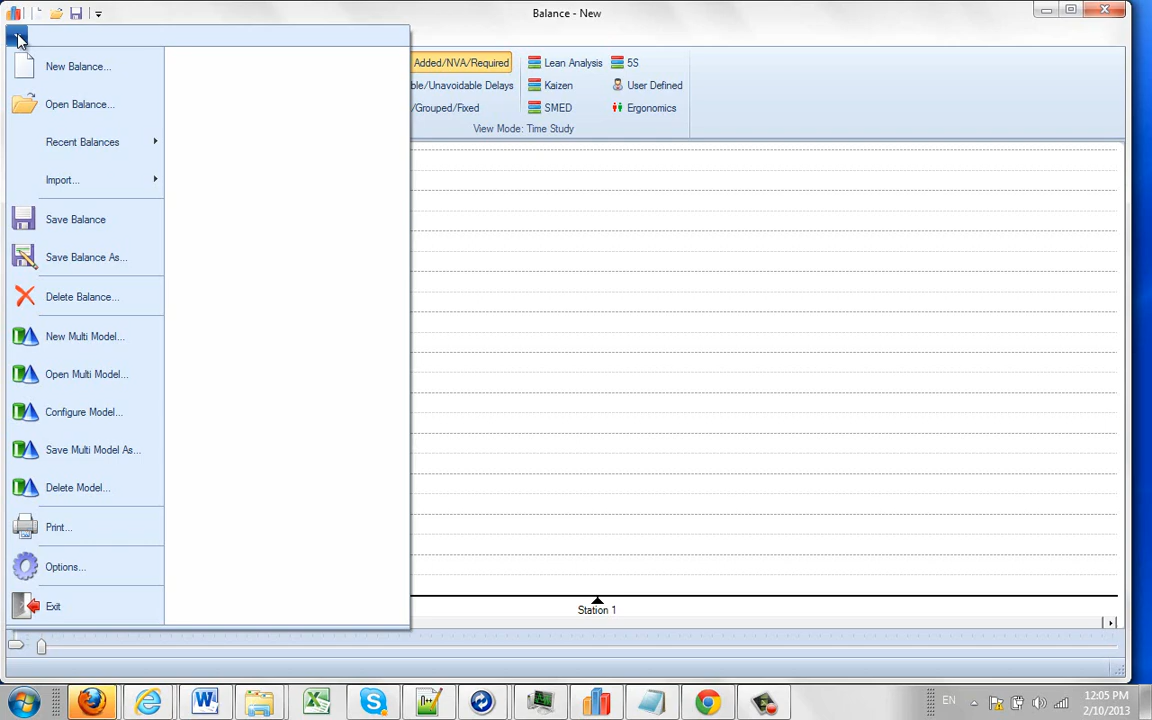 Balance - New
Added/NVA/Required
Lean Analysis
5S
ble/Unavoidable Delays
Kaizen
User Defined
/Grouped/Fixed
SMED
Ergonomics
View Mode: Time Study
New Balance...
Open Balance...
Recent Balances
Import...
Save Balance
Save Balance As...
Delete Balance...
New Multi Model...
Open Multi Model...
Configure Model...
Save Multi Model As...
Delete Model...
Print...
Options...
Exit
Station 1
EN
12:05 PM
2/10/2013